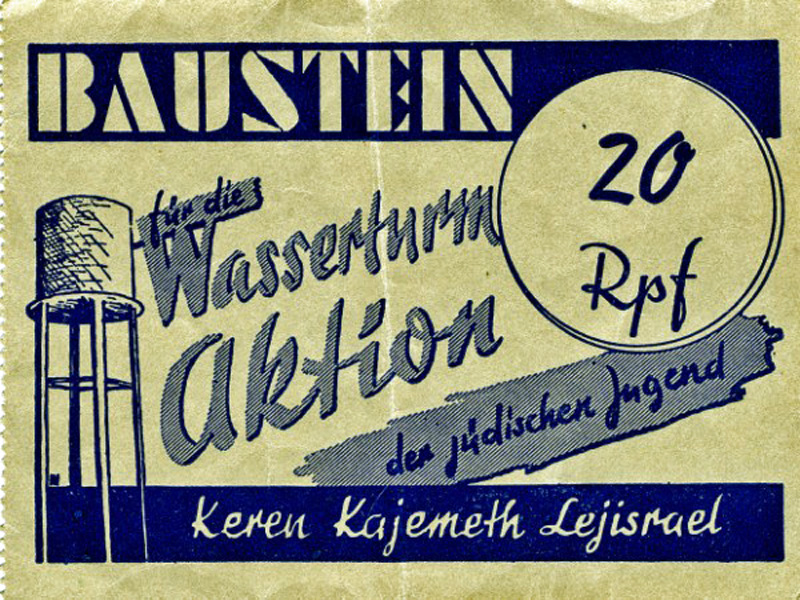 BAUSTEIN
20
Rpf
für die
Wasserturm
Aktion
der jüdischen Jugend
Keren Kajemeth Lejisrael